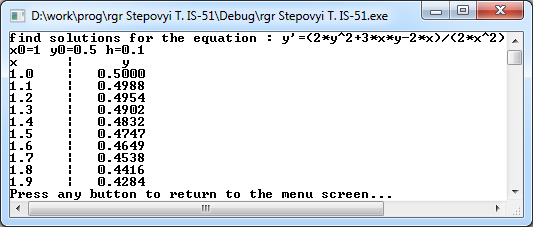 D:\work\prog\rgr Stepovyi T. IS-51\Debug\rgr Stepovyi T. IS-51.exe
find solutions for the equation : y'=(2*y^2+3*x*y-2*x)/(2*x^2)
x0=1 y0=0.5 h=0.1
x ¦ y
1.0 ¦ 0.5000
1.1 ¦ 0.4988
1.2 ¦ 0.4954
1.3 ¦ 0.4902
1.4 ¦ 0.4832
1.5 ¦ 0.4747
1.6 ¦ 0.4649
1.7 ¦ 0.4538
1.8 ¦ 0.4416
1.9 ¦ 0.4284
Press any button to return to the menu screen...